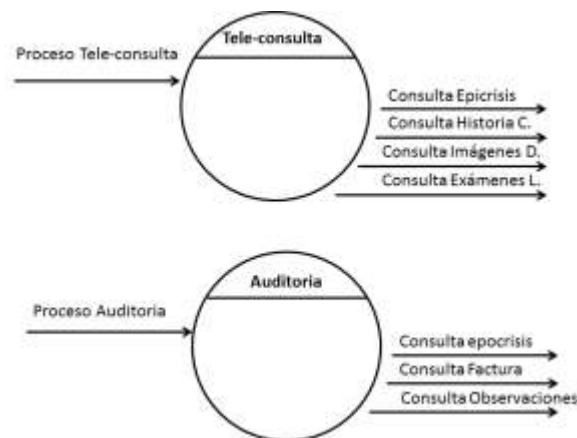 Tele-consulta
Proceso Tele-consulta
Consulta Epicrisis
Consulta Historia C.
Consulta Imágenes D.
Consulta Exámenes L.
Auditoria
Proceso Auditoria
Consulta epocrisis
Consulta Factura
Consulta Observaciones